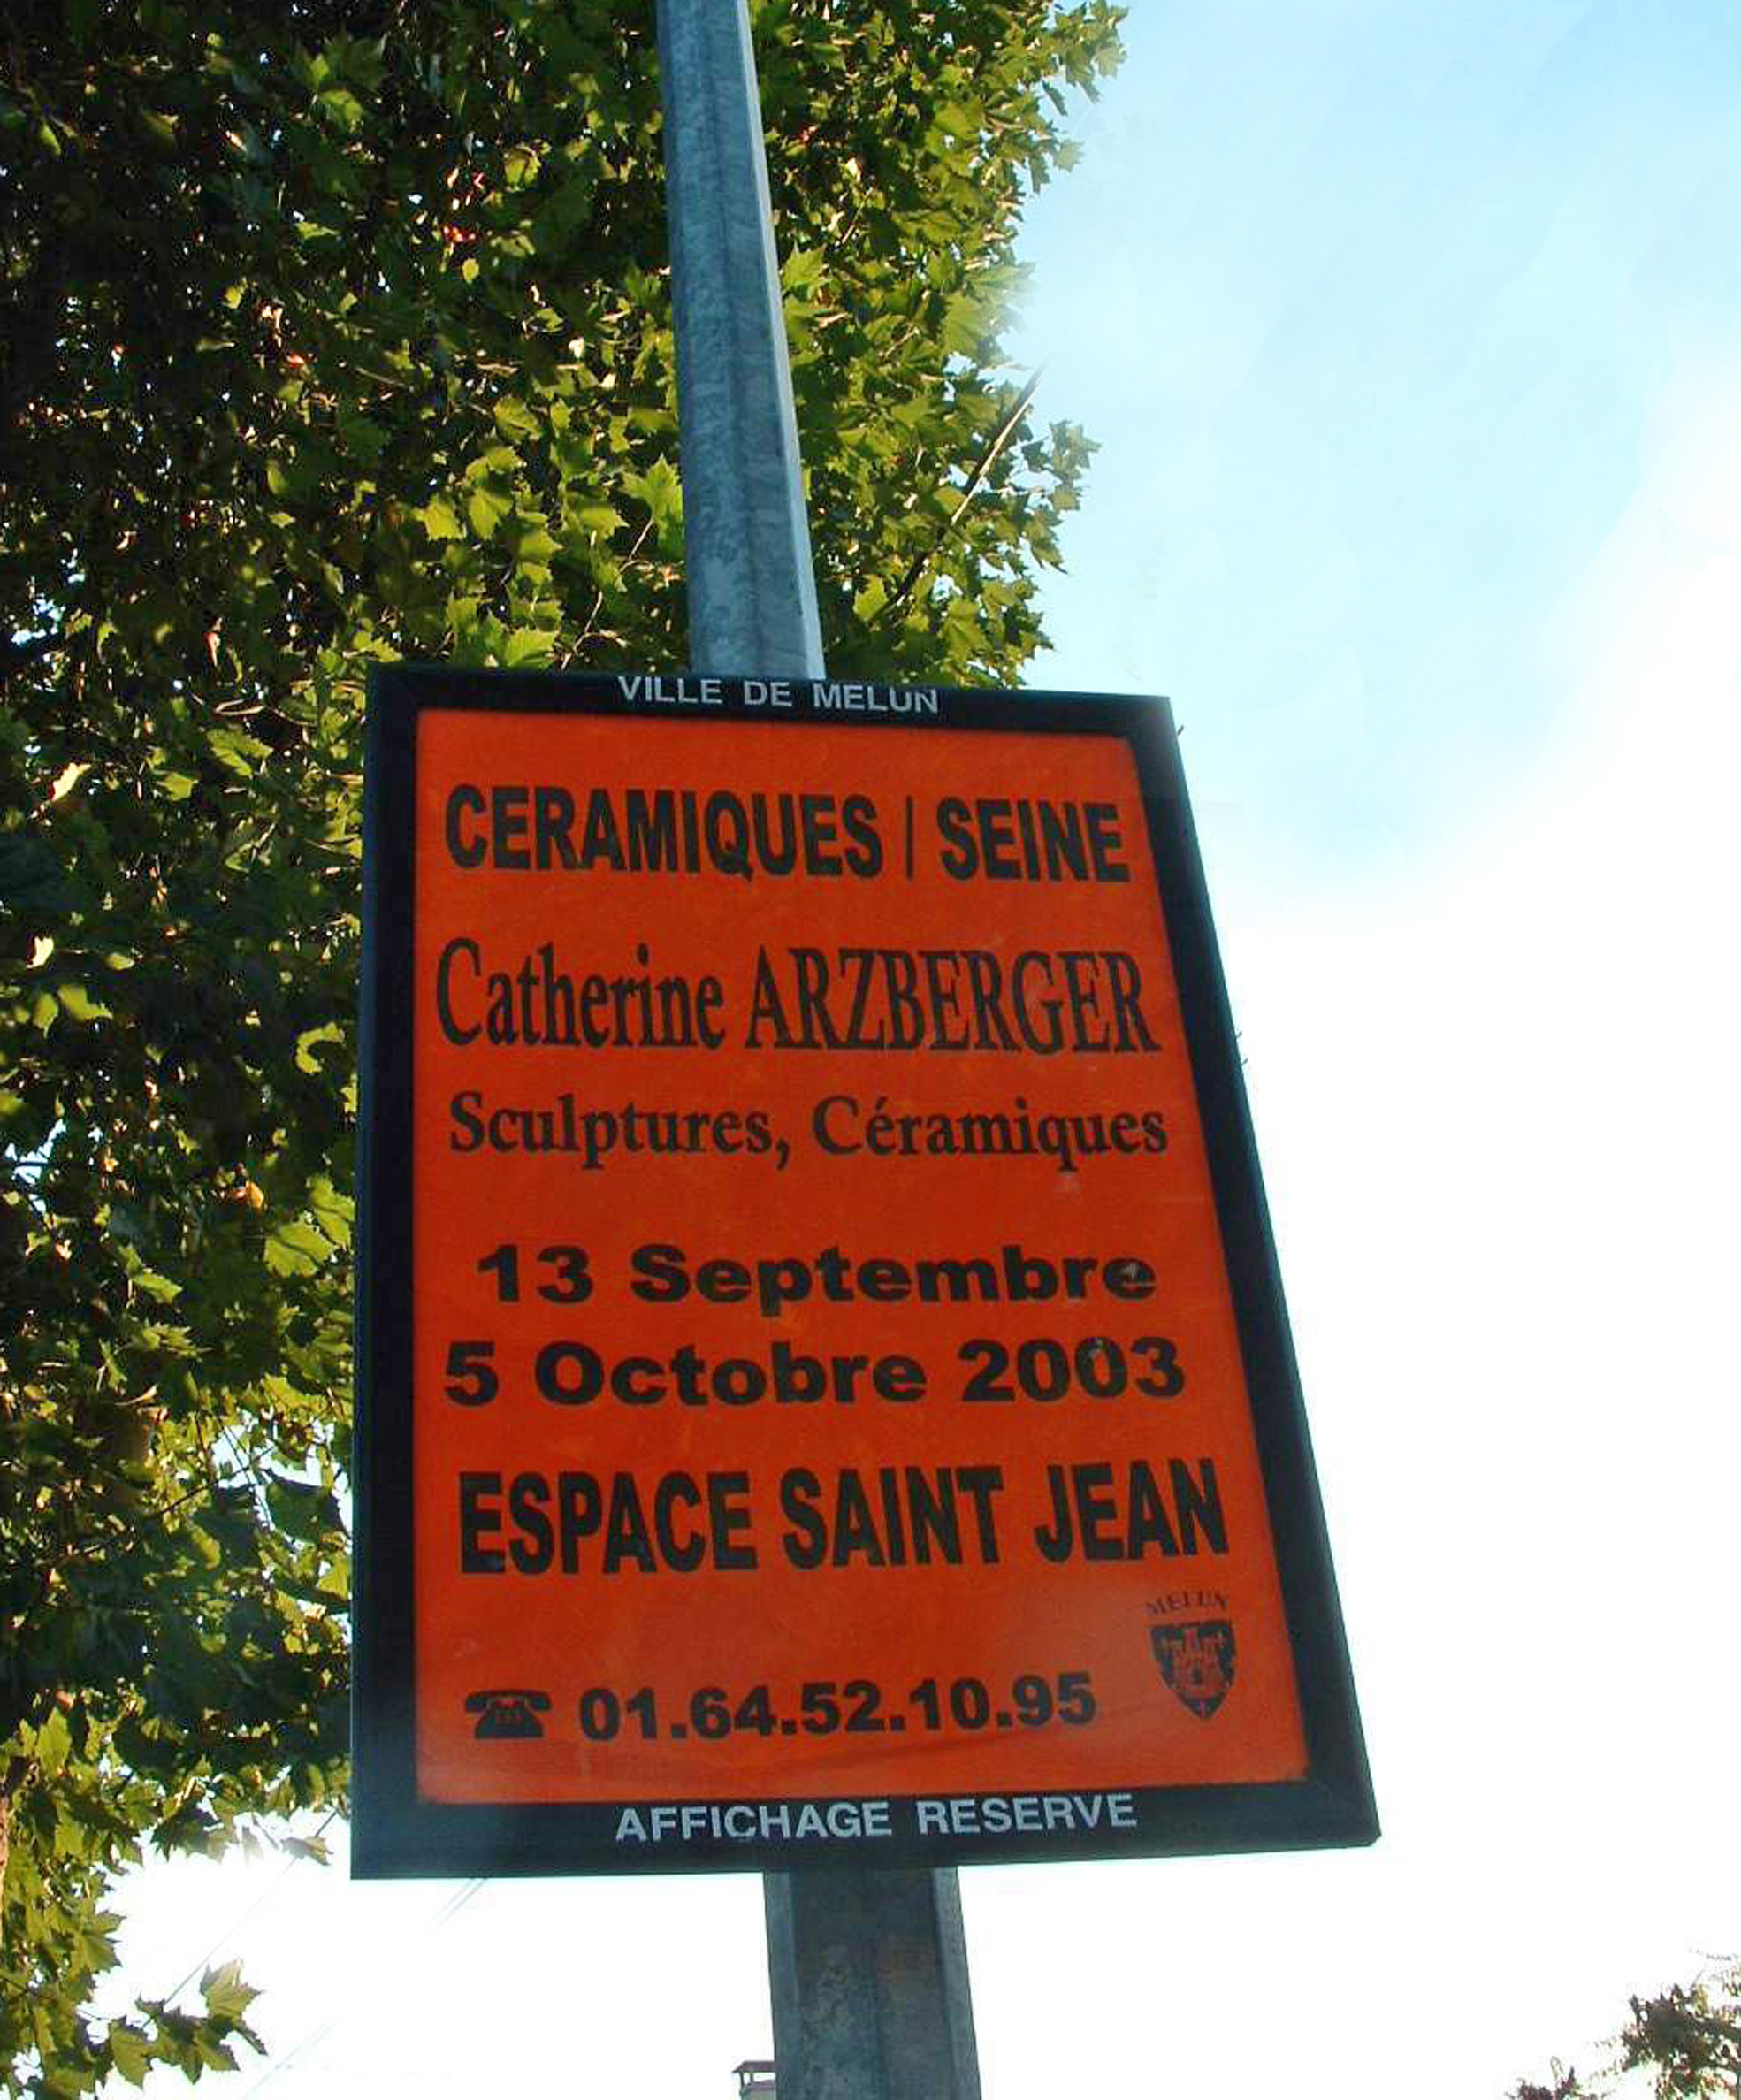 VILLE DE MELUN
CERAMIQUES / SEINE
Catherine ARZBERGER
Sculptures, Céramiques
13 Septembre
5 Octobre 2003
ESPACE SAINT JEAN
MELUN
01.64.52.10.95
AFFICHAGE RESERVE